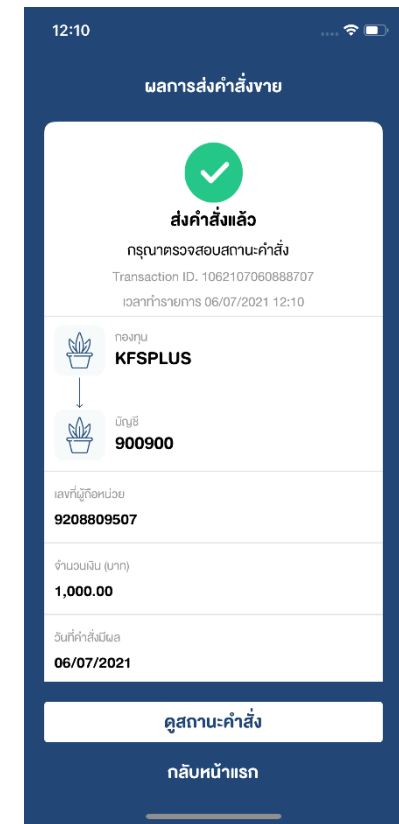 12:10
ผลการส่งคำสั่งขาย
ส่งคำสั่งแล้ว
กรุณาตรวจสอบสถานะคำสั่ง
Transaction ID. 1062107060888707
เวลาทำรายการ 06/07/2021 12:10
กองทุน
KFSPLUS
บัญชี
900900
เลขที่ผู้ถือหน่วย
9208809507
จำนวนเงิน (บาท)
1,000.00
วันที่คำสั่งมีผล
06/07/2021
ดูสถานะคำสั่ง
กลับหน้าแรก